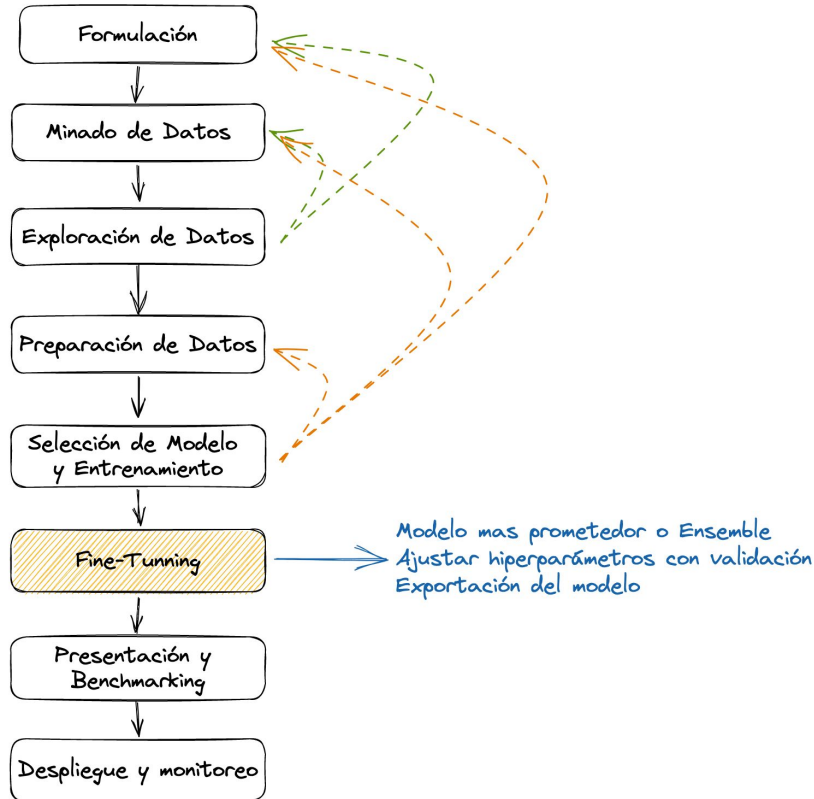 Formulación
Minado de Datos
Exploración de Datos
Preparación de Datos
Selección de Modelo
y Entrenamiento
Fine-Tunning
Modelo mas prometedor o Ensemble
Ajustar hiperparámetros con validación
Exportación del modelo
Presentación y
Benchmarking
Despliegue y monitoreo